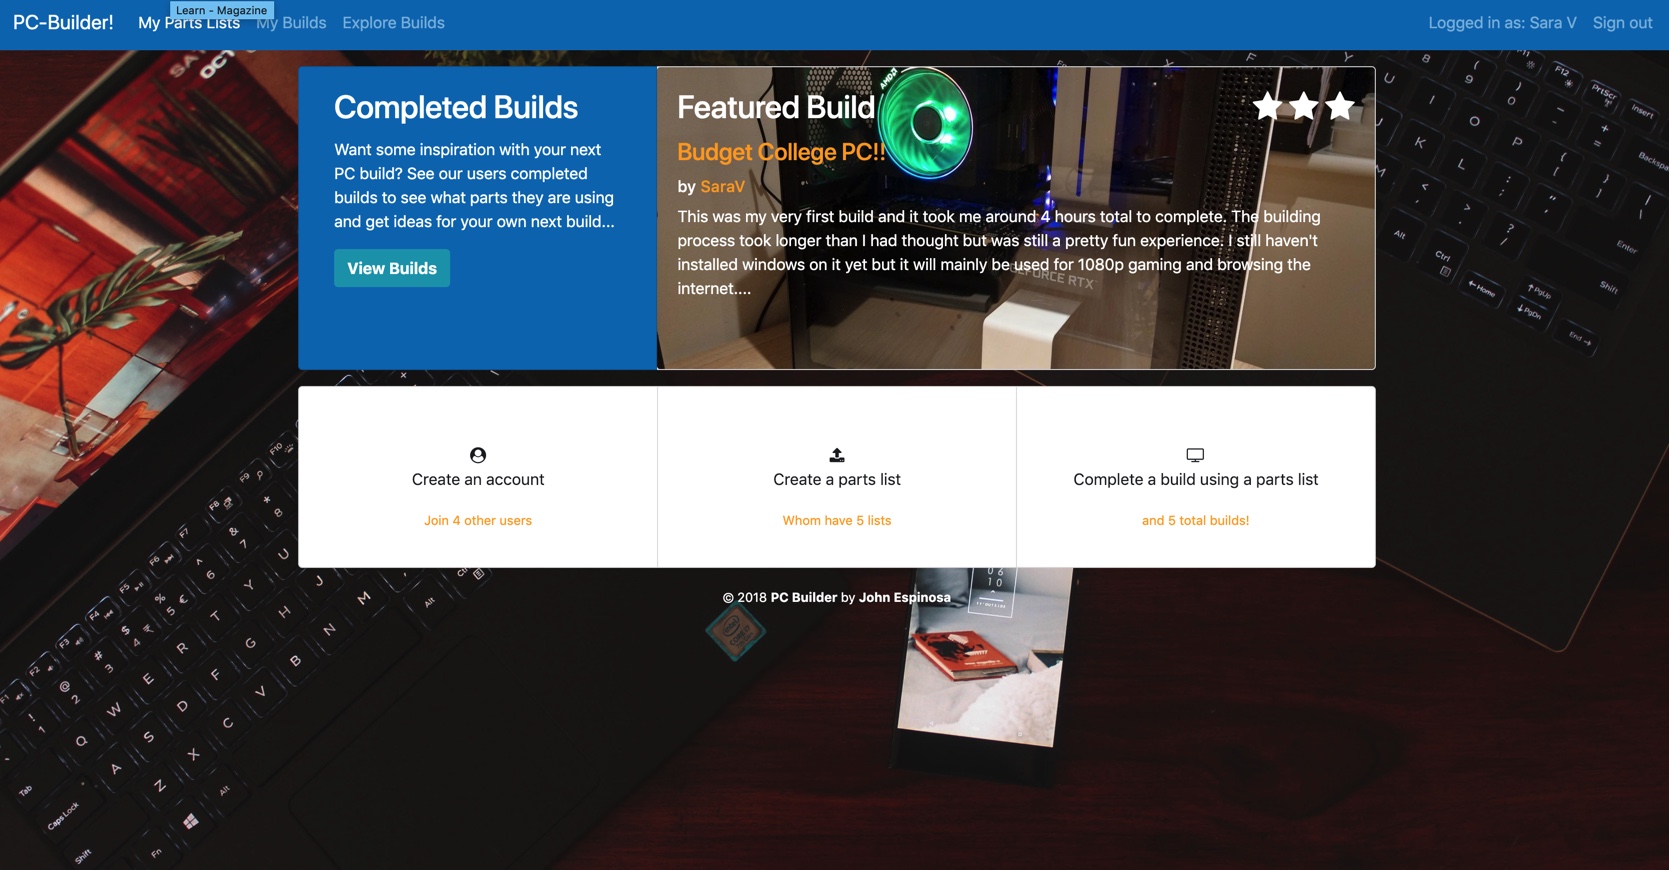 Learn - Magazine
PC-Builder! My Parts Lists My Builds Explore Builds Logged in as: Sara V Sign out
Completed Builds
Want some inspiration with your next
PC build? See our users completed
builds to see what parts they are using
and get ideas for your own next build...
View Builds
Featured Build
Budget College PC!!
by SaraV
This was my very first build and it took me around 4 hours total to complete. The building
process took longer than I had thought but was still a pretty fun experience. I still haven't
installed windows on it yet but it will mainly be used for 1080p gaming and browsing the
internet....
Create an account
Join 4 other users
Create a parts list
Whom have 5 lists
Complete a build using a parts list
and 5 total builds!
© 2018 PC Builder by John Espinosa